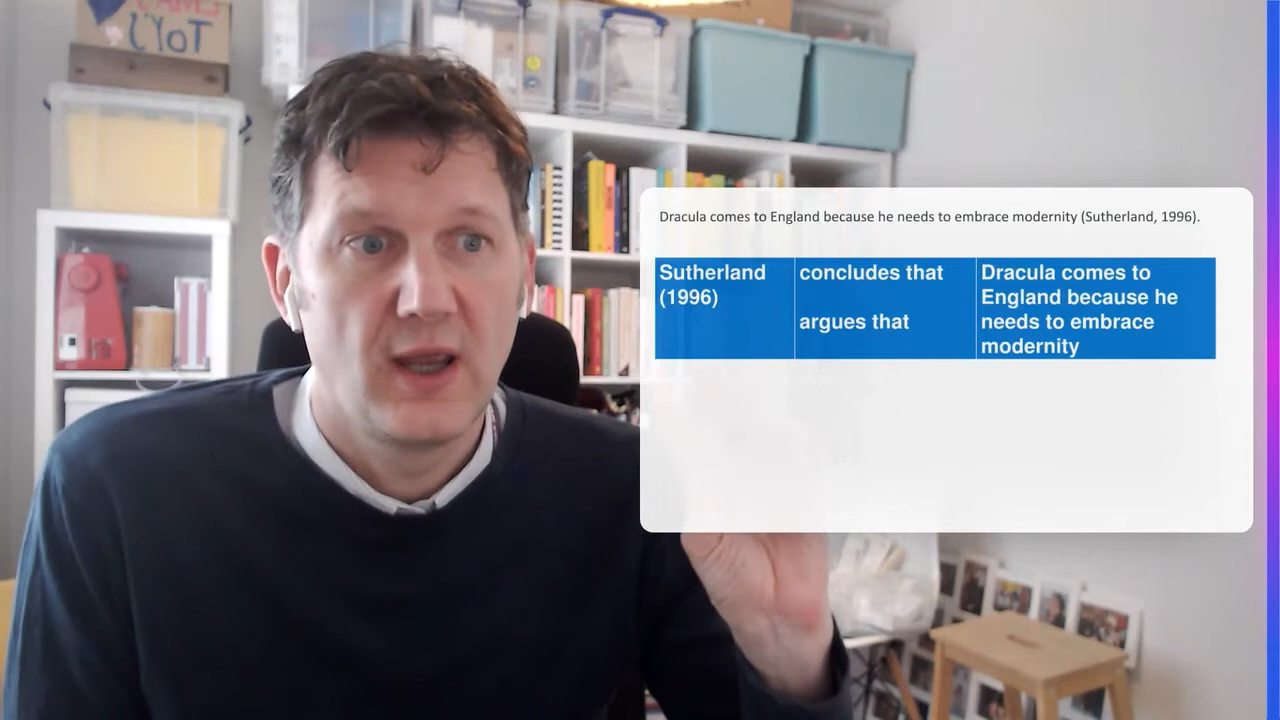 LYOT
Dracula comes to England because he needs to embrace modernity (Sutherland, 1996).
Sutherland
(1996)
concludes that
argues that
Dracula comes to
England because he
needs to embrace
modernity